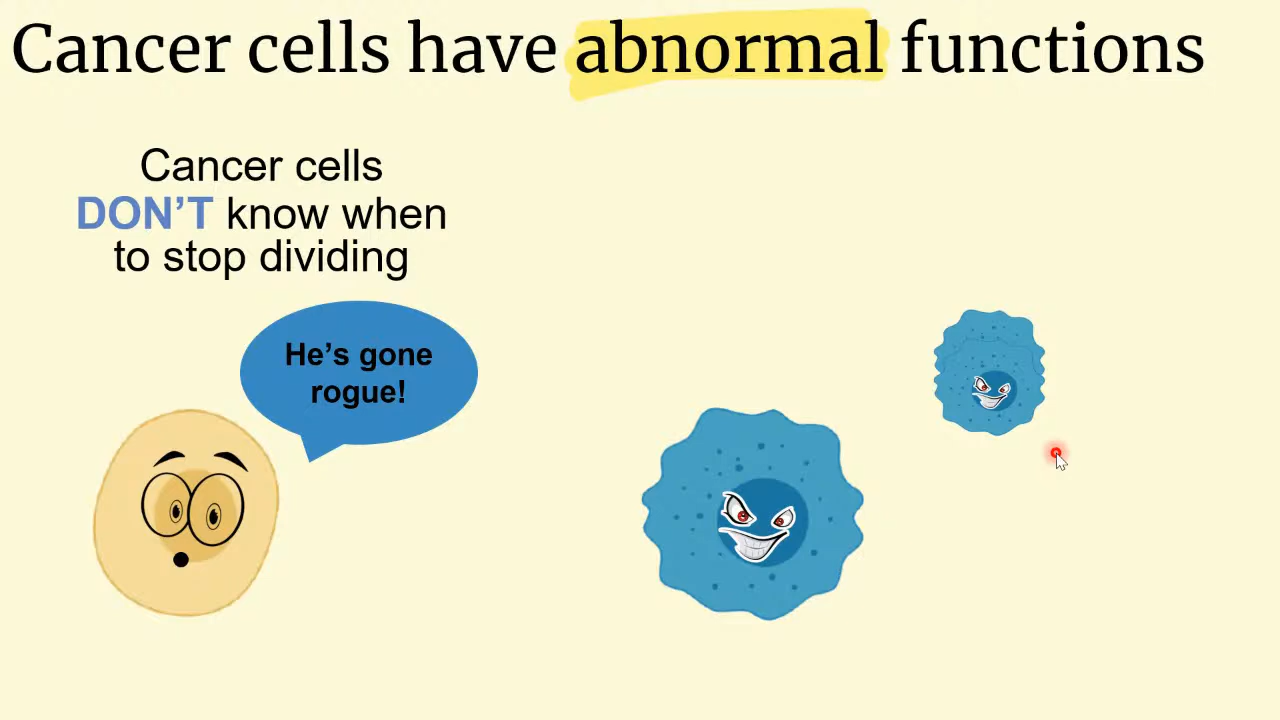 Cancer cells have abnormal functions
Cancer cells
DON’T know when
to stop dividing
He’s gone
rogue!